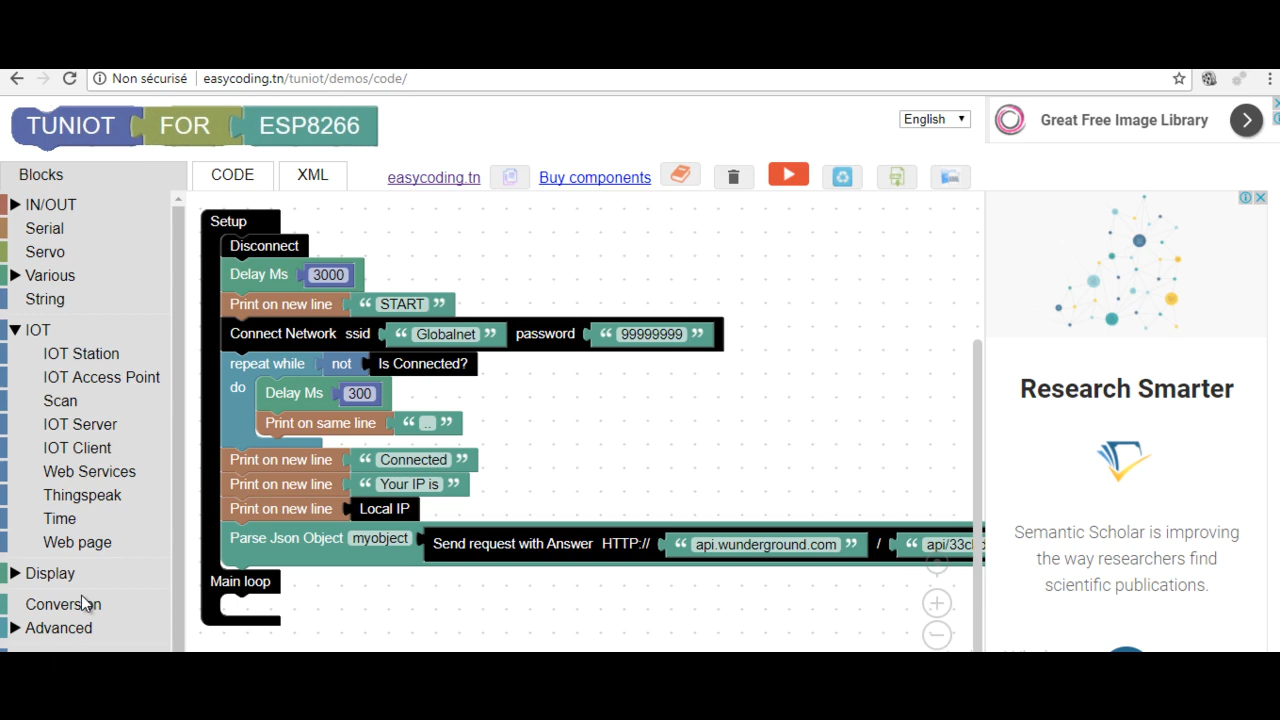 Non sécurisé easycoding.tn/tuniot/demos/code/
TUNIOT FOR ESP8266
English
Great Free Image Library
Blocks
CODE XML easycoding.tn Buy components
IN/OUT
Serial
Servo
Various
String
IOT
IOT Station
IOT Access Point
Scan
IOT Server
IOT Client
Web Services
Thingspeak
Time
Web page
Display
Conversion
Advanced
Setup
Disconnect
Delay Ms 3000
Print on new line “ START ”
Connect Network ssid “ Globalnet ” password “ 99999999 ”
repeat while not Is Connected?
do
Delay Ms 300
Print on same line “ .. ”
Print on new line “ Connected ”
Print on new line “ Your IP is ”
Print on new line Local IP
Parse Json Object myobject Send request with Answer HTTP:// “ api.wunderground.com ” / “
Main loop
Research Smarter
Semantic Scholar is improving
the way researchers find
scientific publications.